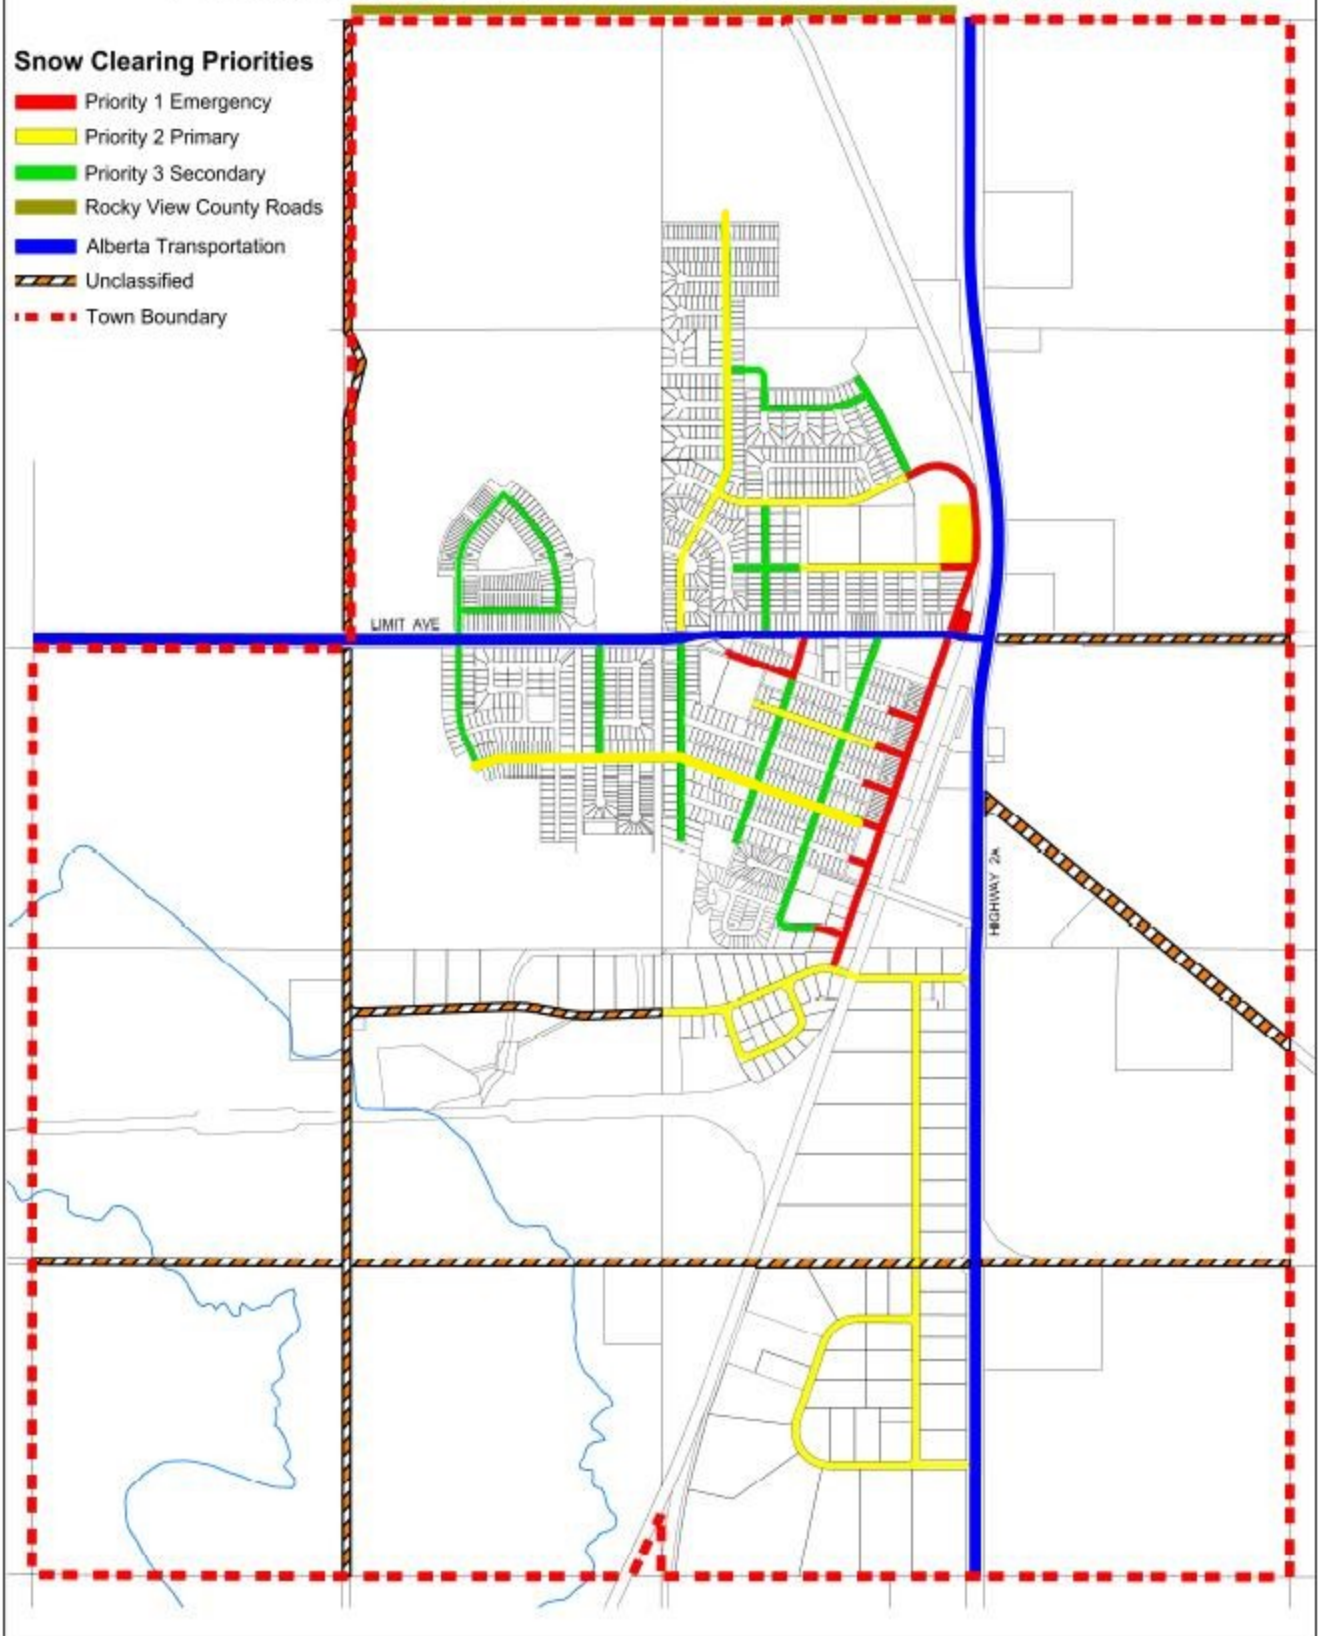 Snow Clearing Priorities
Priority 1 Emergency
Priority 2 Primary
Priority 3 Secondary
Rocky View County Roads
Alberta Transportation
Unclassified
Town Boundary
LIMIT AVE
HIGHWAY 2A